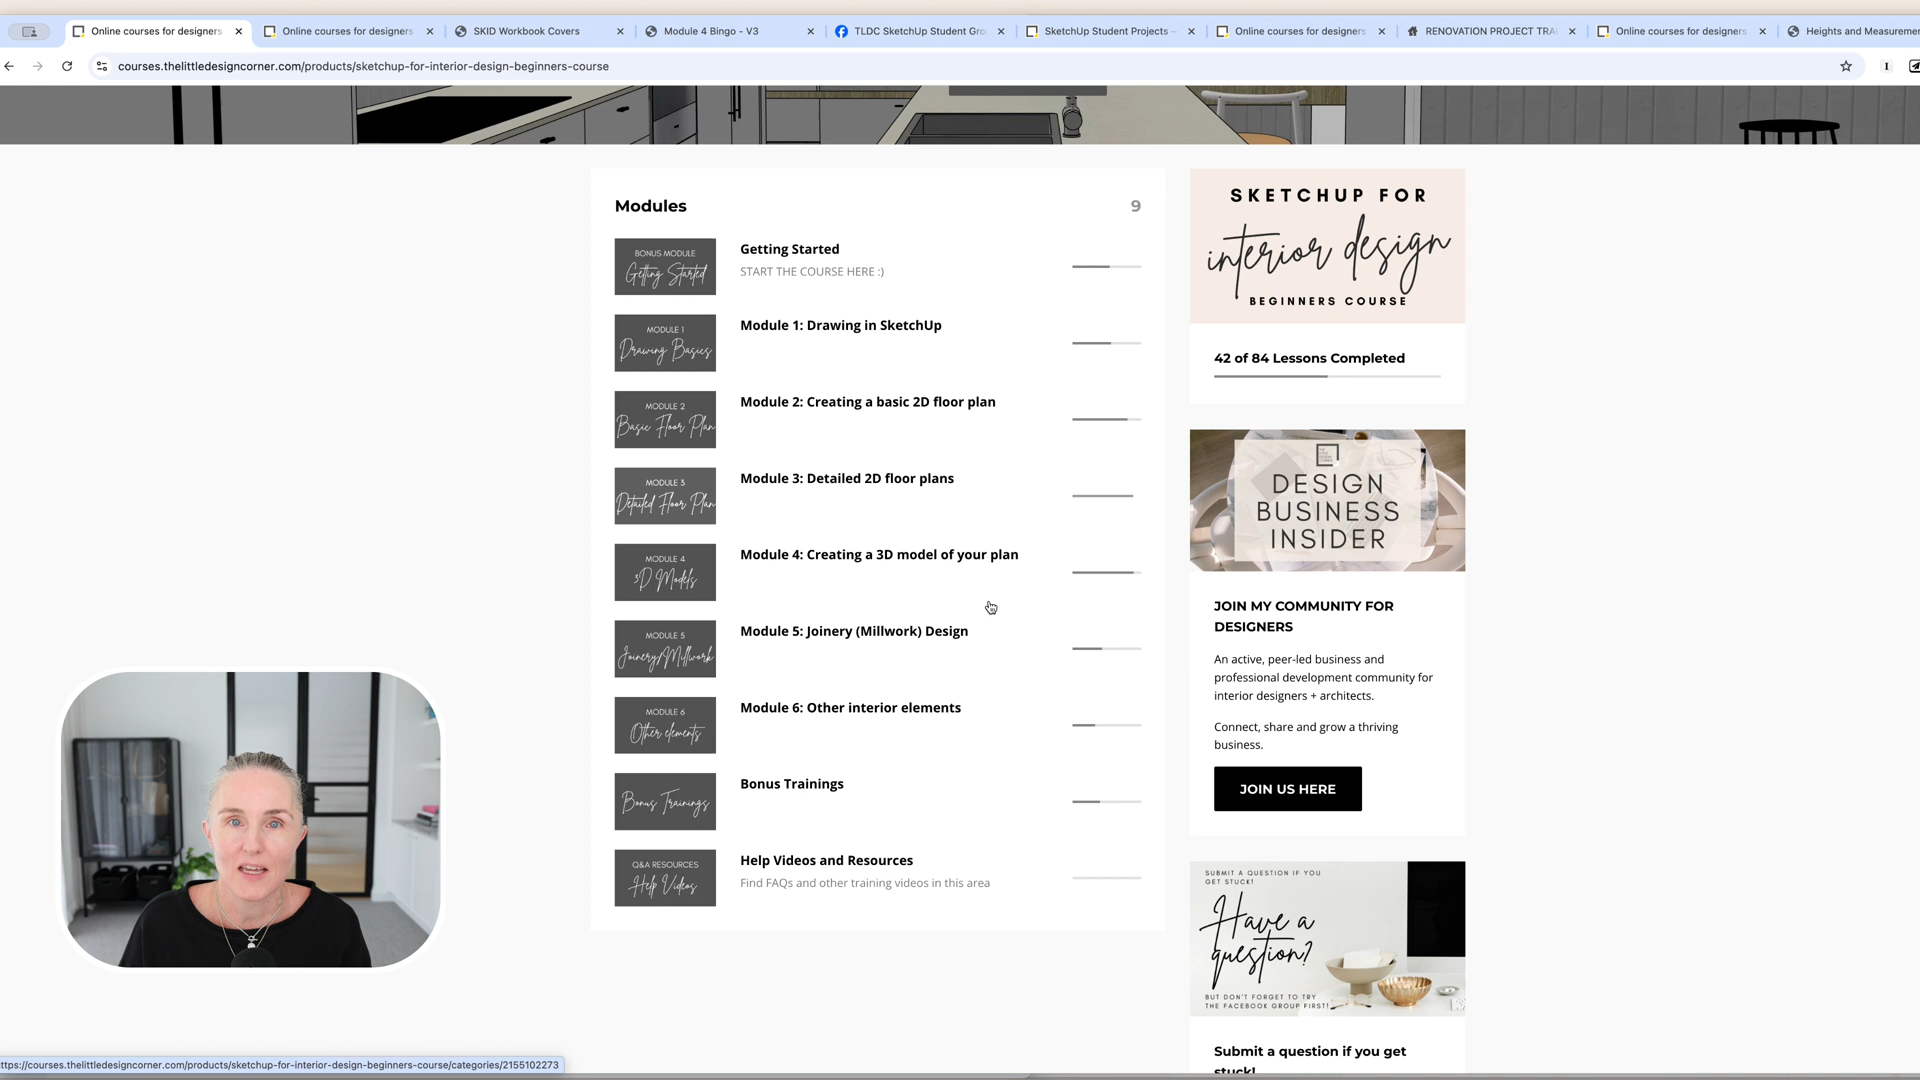 Online courses for designers
Online courses for designers
SKID Workbook Covers
Module 4 Bingo - V3
TLDC SketchUp Student Gro
SketchUp Student Projects -
Online courses for designers
RENOVATION PROJECT TRA
Online courses for designers
Heights and Measuremen
courses.thelittledesigncorner.com/products/sketchup-for-interior-design-beginners-course
Modules
9
BONUS MODULE
Getting Started
Getting Started
START THE COURSE HERE :)
MODULE 1
Drawing Basics
Module 1: Drawing in SketchUp
MODULE 2
Basic Floor Plan
Module 2: Creating a basic 2D floor plan
MODULE 3
Detailed Floor Plan
Module 3: Detailed 2D floor plans
MODULE 4
3D Models
Module 4: Creating a 3D model of your plan
MODULE 5
Joinery/Millwork
Module 5: Joinery (Millwork) Design
MODULE 6
Other elements
Module 6: Other interior elements
Bonus Trainings
Bonus Trainings
Q&A RESOURCES
Help Videos
Help Videos and Resources
Find FAQs and other training videos in this area
SKETCHUP FOR
interior design
BEGINNERS COURSE
42 of 84 Lessons Completed
DESIGN
BUSINESS
INSIDER
JOIN MY COMMUNITY FOR
DESIGNERS
An active, peer-led business and
professional development community for
interior designers + architects.
Connect, share and grow a thriving
business.
JOIN US HERE
SUBMIT A QUESTION IF YOU
GET STUCK!
Have a
question?
BUT DON'T FORGET TO TRY
THE FACEBOOK GROUP FIRST!
Submit a question if you get
stuck!
ttps://courses.thelittledesigncorner.com/products/sketchup-for-interior-design-beginners-course/categories/2155102273